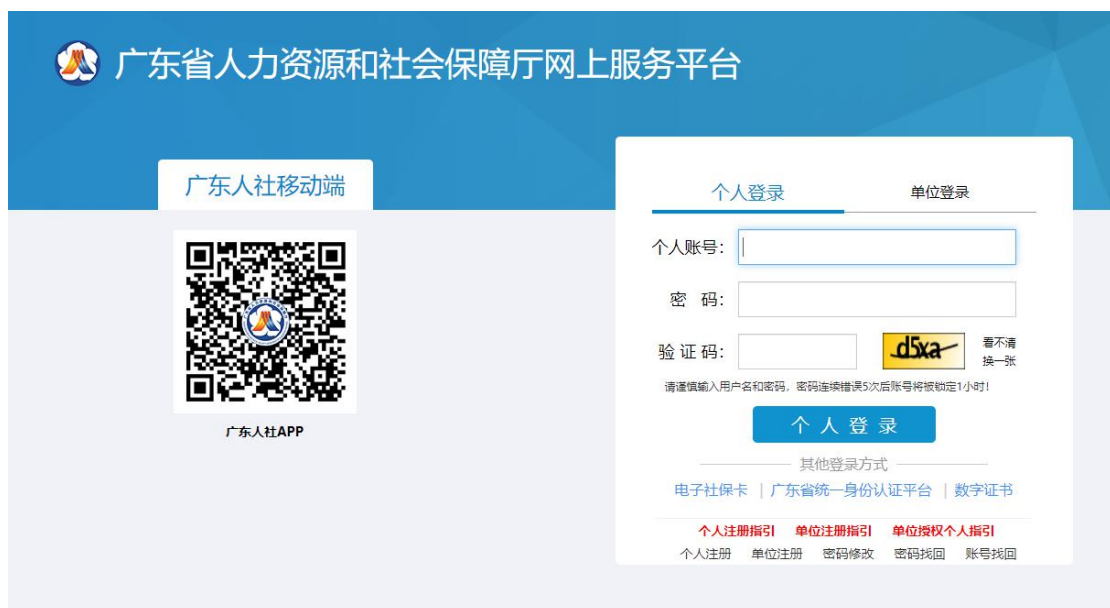 广东省人力资源和社会保障厅网上服务平台
广东人社移动端
广东人社APP
个人登录 单位登录
个人账号：
密 码：
验 证 码： d5xa 看不清
换一张
请谨慎输入用户名和密码，密码连续错误5次后账号将被锁定1小时！
个 人 登 录
其他登录方式
电子社保卡 | 广东省统一身份认证平台 | 数字证书
个人注册指引 单位注册指引 单位授权个人指引
个人注册 单位注册 密码修改 密码找回 账号找回